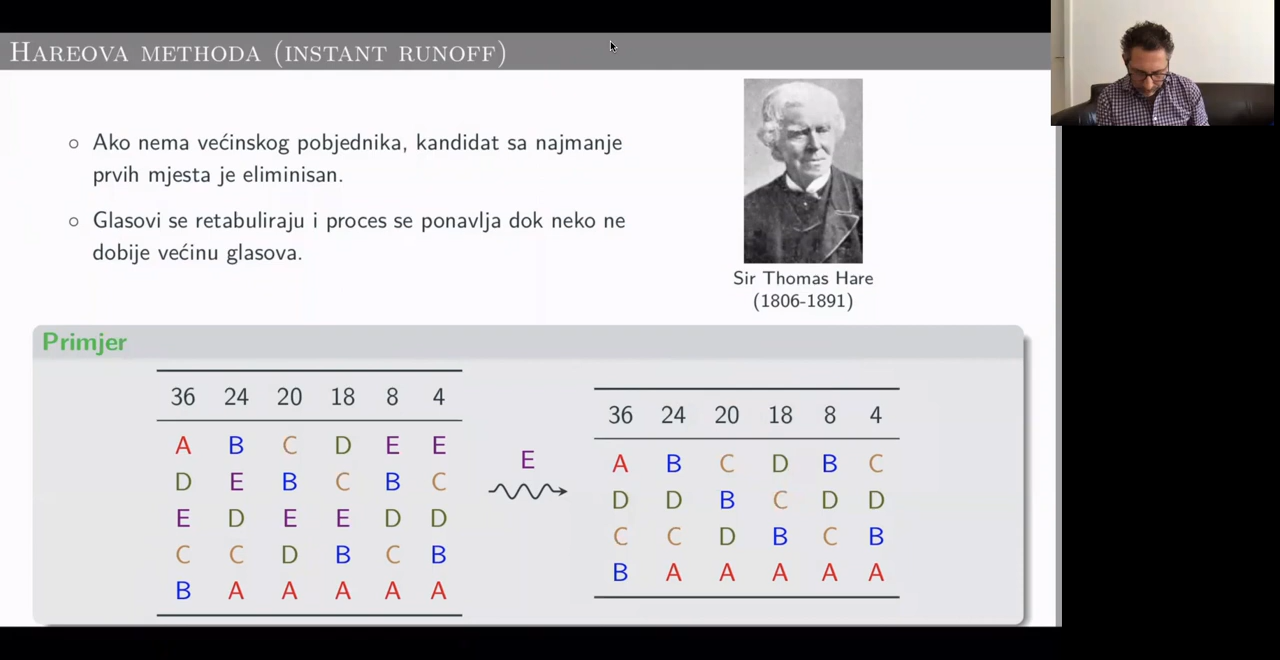 HAREOVA METHODA (INSTANT RUNOFF)
○ Ako nema većinskog pobjednika, kandidat sa najmanje
prvih mjesta je eliminisan.
○ Glasovi se retabuliraju i proces se ponavlja dok neko ne
dobije većinu glasova.
Sir Thomas Hare
(1806-1891)
Primjer
36 24 20 18 8 4
A B C D E E
D E B C B C
E D E E D D
C C D B C B
B A A A A A
E
36 24 20 18 8 4
A B C D B C
D D B C D D
C C D B C B
B A A A A A